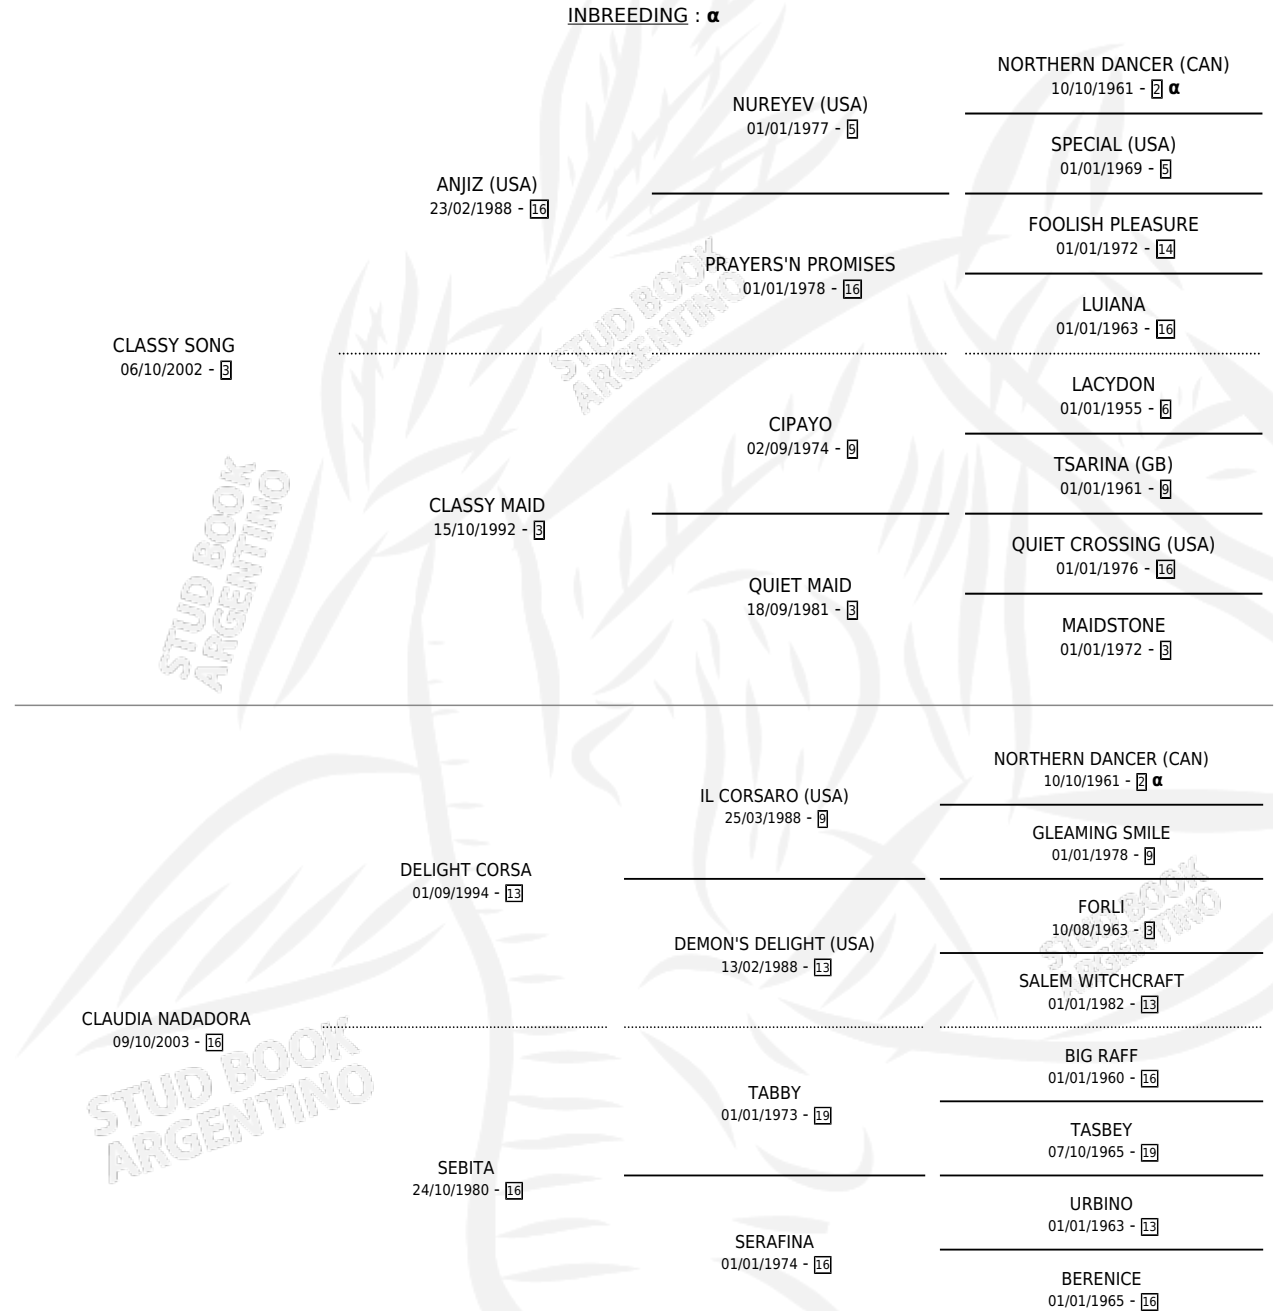 INBREEDING : α
NORTHERN DANCER (CAN)
10/10/1961 - 2 α
NUREYEV (USA)
01/01/1977 - 5
SPECIAL (USA)
01/01/1969 - 5
ANJIZ (USA)
23/02/1988 - 16
FOOLISH PLEASURE
01/01/1972 - 14
PRAYERS'N PROMISES
01/01/1978 - 16
LUIANA
01/01/1963 - 16
CLASSY SONG
06/10/2002 - 3
LACYDON
01/01/1955 - 6
CIPAYO
02/09/1974 - 9
TSARINA (GB)
01/01/1961 - 9
CLASSY MAID
15/10/1992 - 3
QUIET CROSSING (USA)
01/01/1976 - 16
QUIET MAID
18/09/1981 - 3
MAIDSTONE
01/01/1972 - 3
NORTHERN DANCER (CAN)
10/10/1961 - 2 α
IL CORSARO (USA)
25/03/1988 - 9
GLEAMING SMILE
01/01/1978 - 9
DELIGHT CORSA
01/09/1994 - 13
FORLI
10/08/1963 - 3
DEMON'S DELIGHT (USA)
13/02/1988 - 13
SALEM WITCHCRAFT
01/01/1982 - 13
CLAUDIA NADADORA
09/10/2003 - 16
BIG RAFF
01/01/1960 - 16
TABBY
01/01/1973 - 19
TASBEY
07/10/1965 - 19
SEBITA
24/10/1980 - 16
URBINO
01/01/1963 - 13
SERAFINA
01/01/1974 - 16
BERENICE
01/01/1965 - 16
STUD BOOK
ARGENTINO
STUD BOOK
ARGENTINO
STUD BOOK
ARGENTINO
STUD BOOK
ARGENTINO